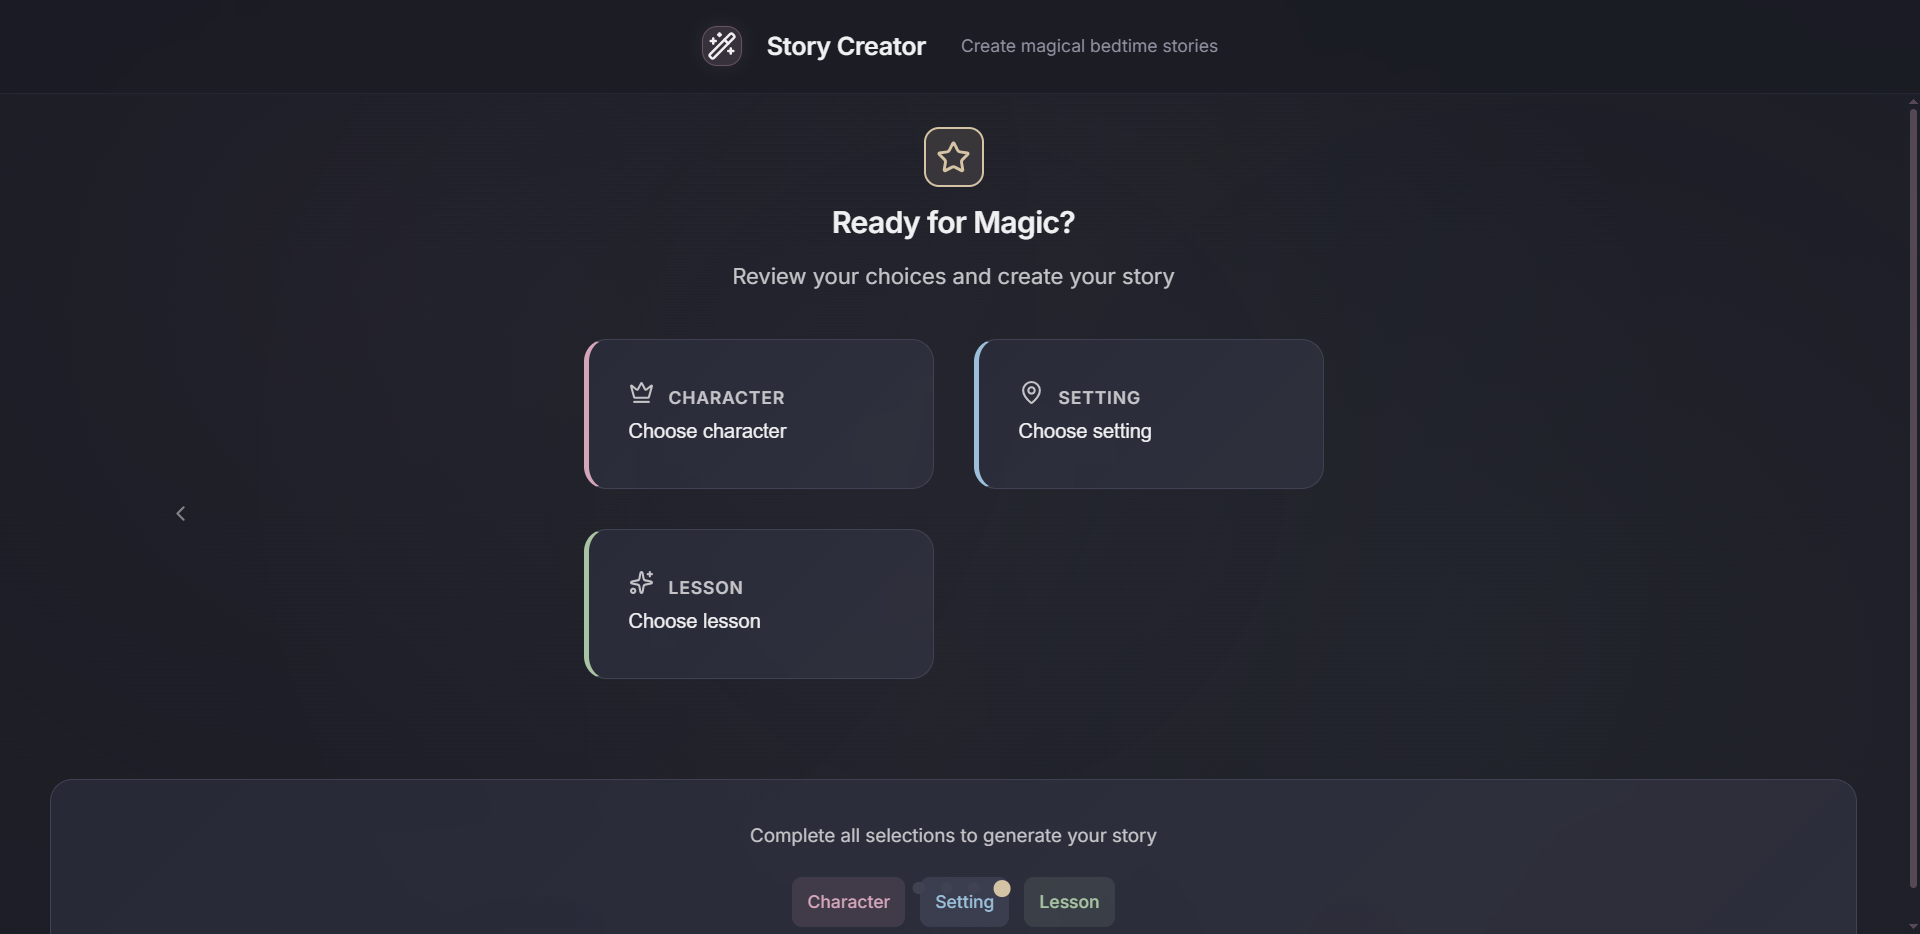 Story Creator
Create magical bedtime stories
Ready for Magic?
Review your choices and create your story
CHARACTER
Choose character
SETTING
Choose setting
LESSON
Choose lesson
Complete all selections to generate your story
Character
Setting
Lesson